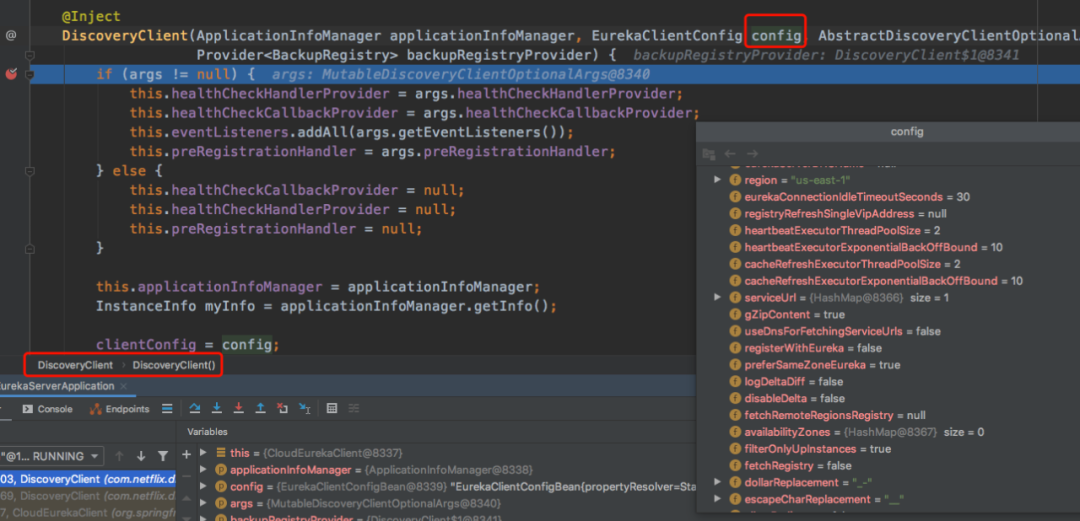 @Inject
DiscoveryClient(ApplicationInfoManager applicationInfoManager, EurekaClientConfig config, AbstractDiscoveryClientOptional
Provider<BackupRegistry> backupRegistryProvider) { backupRegistryProvider: DiscoveryClient$1@8341
if (args != null) { args: MutableDiscoveryClientOptionalArgs@8340
this.healthCheckHandlerProvider = args.healthCheckHandlerProvider;
this.healthCheckCallbackProvider = args.healthCheckCallbackProvider;
this.eventListeners.addAll(args.getEventListeners());
this.preRegistrationHandler = args.preRegistrationHandler;
} else {
this.healthCheckCallbackProvider = null;
this.healthCheckHandlerProvider = null;
this.preRegistrationHandler = null;
}
this.applicationInfoManager = applicationInfoManager;
InstanceInfo myInfo = applicationInfoManager.getInfo();
clientConfig = config;
DiscoveryClient › DiscoveryClient()
config
region = "us-east-1"
eurekaConnectionIdleTimeoutSeconds = 30
registryRefreshSingleVipAddress = null
heartbeatExecutorThreadPoolSize = 2
heartbeatExecutorExponentialBackOffBound = 10
cacheRefreshExecutorThreadPoolSize = 2
cacheRefreshExecutorExponentialBackOffBound = 10
serviceUrl = {HashMap@8366} size = 1
gZipContent = true
useDnsForFetchingServiceUrls = false
registerWithEureka = false
preferSameZoneEureka = true
logDeltaDiff = false
disableDelta = false
fetchRemoteRegionsRegistry = null
availabilityZones = {HashMap@8367} size = 0
filterOnlyUpInstances = true
fetchRegistry = false
dollarReplacement = "_-"
escapeCharReplacement = "__"
EurekaServerApplication ×
Console Endpoints
Variables
"@1... RUNNING
03, DiscoveryClient (com.netflix.d
69, DiscoveryClient (com.netflix.di
7, CloudEurekaClient (org.springf
this = {CloudEurekaClient@8337}
applicationInfoManager = {ApplicationInfoManager@8338}
config = {EurekaClientConfigBean@8339} "EurekaClientConfigBean{propertyResolver=Sta
args = {MutableDiscoveryClientOptionalArgs@8340}
backupRegistryProvider = {DiscoveryClient$1@8341}